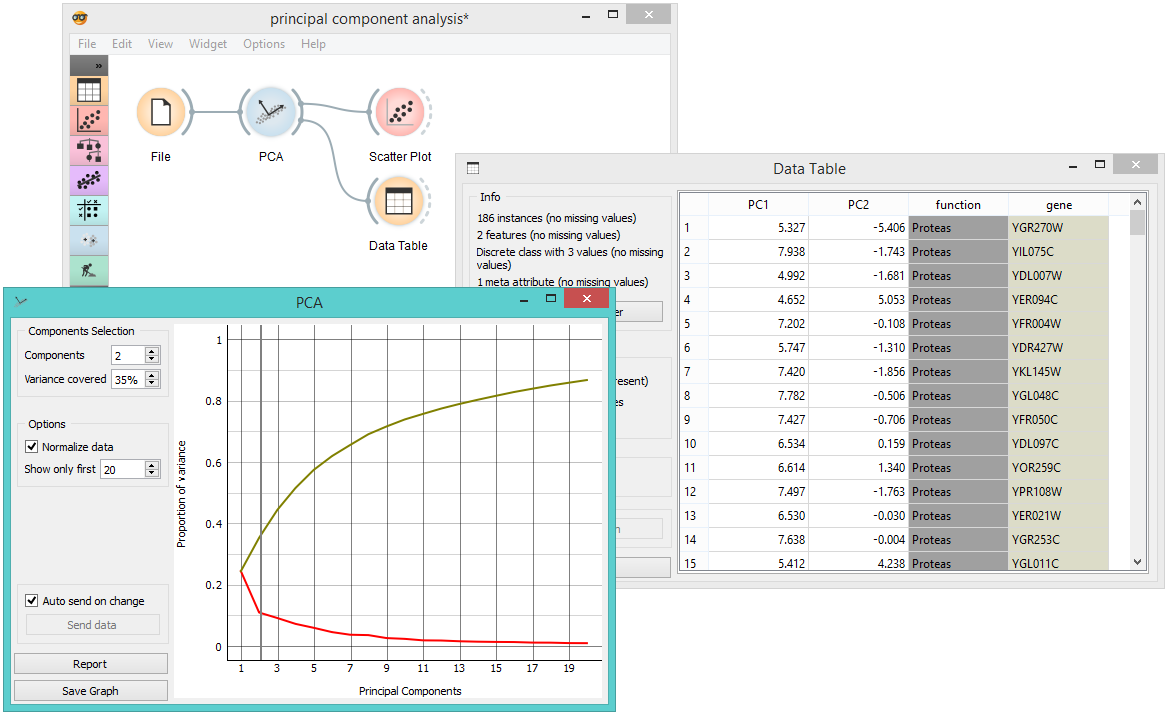 principal component analysis*
File Edit View Widget Options Help
»
File
PCA
Scatter Plot
Data Table
Data Table
Info
186 instances (no missing values)
2 features (no missing values)
Discrete class with 3 values (no missing
values)
1 meta attribute (no missing values)
PC1 PC2 function gene
1 5.327 -5.406 Proteas YGR270W
2 7.938 -1.743 Proteas YIL075C
3 4.992 -1.681 Proteas YDL007W
4 4.652 5.053 Proteas YER094C
5 7.202 -0.108 Proteas YFR004W
6 5.747 -1.310 Proteas YDR427W
7 7.420 -1.856 Proteas YKL145W
8 7.782 -0.506 Proteas YGL048C
9 7.427 -0.706 Proteas YFR050C
10 6.534 0.159 Proteas YDL097C
11 6.614 1.340 Proteas YOR259C
12 7.497 -1.763 Proteas YPR108W
13 6.530 -0.030 Proteas YER021W
14 7.638 -0.004 Proteas YGR253C
15 5.412 4.238 Proteas YGL011C
PCA
Components Selection
Components 2
Variance covered 35%
Options
Normalize data
Show only first 20
Auto send on change
Send data
Report
Save Graph
Proportion of variance
1
0.8
0.6
0.4
0.2
0
1 3 5 7 9 11 13 15 17 19
Principal Components